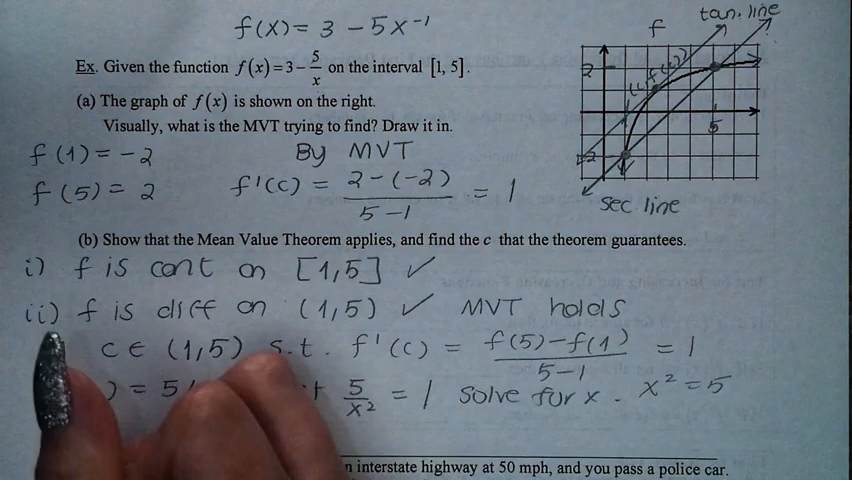 f(x) = 3 - 5x⁻¹
Ex. Given the function f(x)=3-5/x on the interval [1, 5].
(a) The graph of f(x) is shown on the right.
Visually, what is the MVT trying to find? Draw it in.
f(1) = -2
By MVT
f(5) = 2
f'(c) = 2-(-2)/5-1 = 1
f
tan. line
(c, f(c))
2
5
-2
sec line
(b) Show that the Mean Value Theorem applies, and find the c that the theorem guarantees.
i) f is cont on [1,5] ✓
ii) f is diff on (1,5) ✓ MVT holds
c ∈ (1,5) s.t. f'(c) = f(5)-f(1)/5-1 = 1
) = 5 5/x² = 1 solve for x. x² = 5
n interstate highway at 50 mph, and you pass a police car.